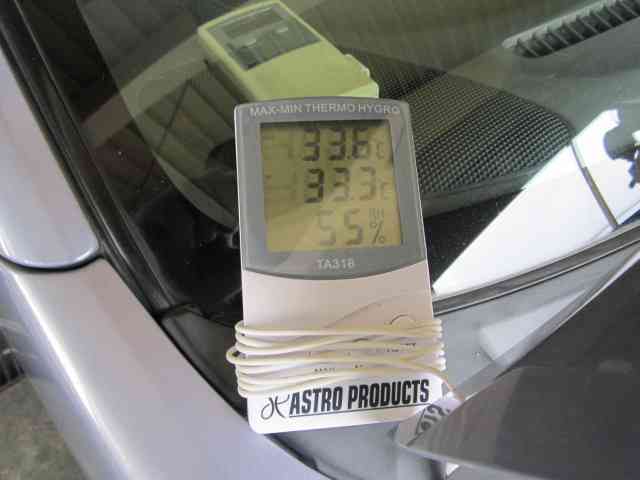 MAX-MIN THERMO HYGRO
33.6°C
33.3°C
RH
55%
TA318
ASTRO PRODUCTS